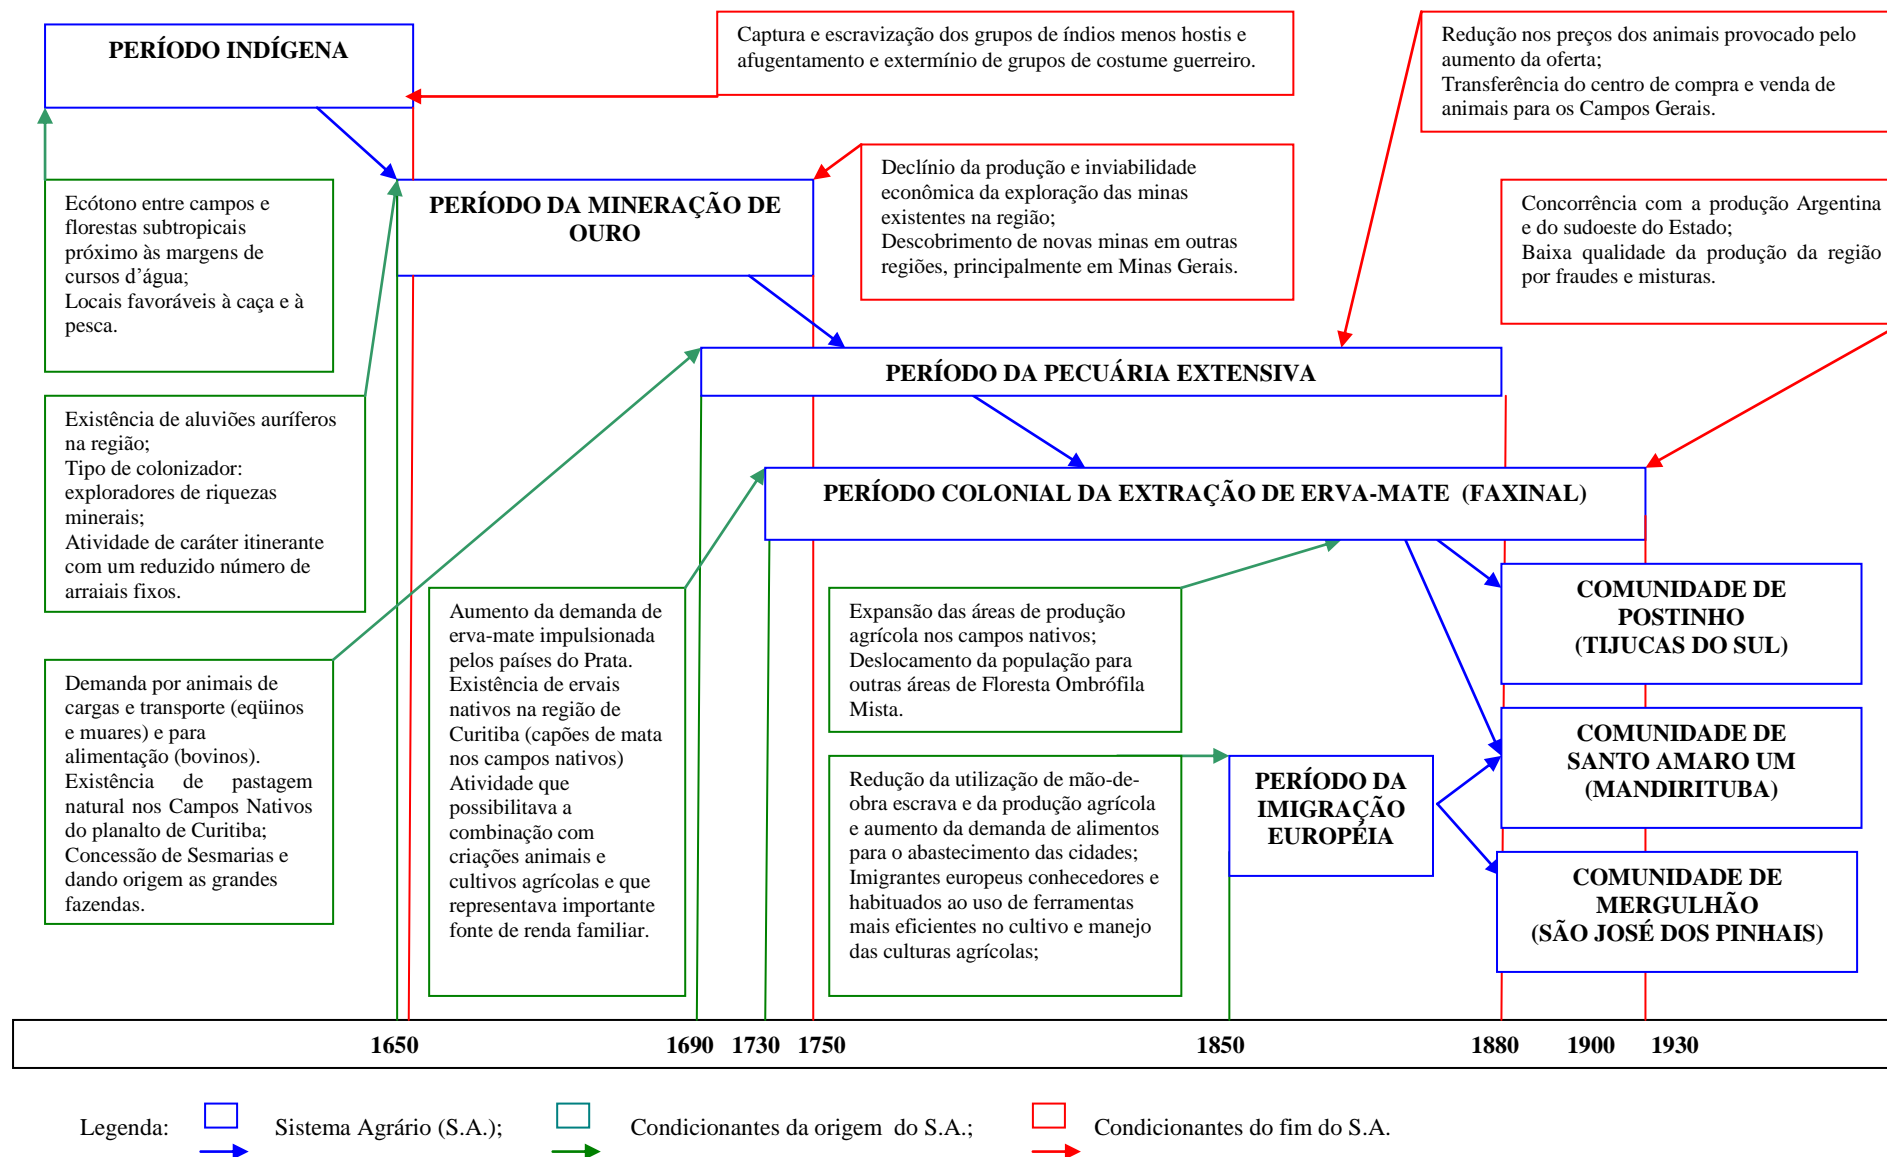 PERÍODO INDÍGENA
Captura e escravização dos grupos de índios menos hostis e
afugentamento e extermínio de grupos de costume guerreiro.
Redução nos preços dos animais provocado pelo
aumento da oferta;
Transferência do centro de compra e venda de
animais para os Campos Gerais.
Ecótono entre campos e
florestas subtropicais
próximo às margens de
cursos d’água;
Locais favoráveis à caça e à
pesca.
PERÍODO DA MINERAÇÃO DE
OURO
Declínio da produção e inviabilidade
econômica da exploração das minas
existentes na região;
Descobrimento de novas minas em outras
regiões, principalmente em Minas Gerais.
Concorrência com a produção Argentina
e do sudoeste do Estado;
Baixa qualidade da produção da região
por fraudes e misturas.
PERÍODO DA PECUÁRIA EXTENSIVA
Existência de aluviões auríferos
na região;
Tipo de colonizador:
exploradores de riquezas
minerais;
Atividade de caráter itinerante
com um reduzido número de
arraiais fixos.
PERÍODO COLONIAL DA EXTRAÇÃO DE ERVA-MATE (FAXINAL)
Demanda por animais de
cargas e transporte (eqüinos
e muares) e para
alimentação (bovinos).
Existência de pastagem
natural nos Campos Nativos
do planalto de Curitiba;
Concessão de Sesmarias e
dando origem as grandes
fazendas.
Aumento da demanda de
erva-mate impulsionada
pelos países do Prata.
Existência de ervais
nativos na região de
Curitiba (capões de mata
nos campos nativos)
Atividade que
possibilitava a
combinação com
criações animais e
cultivos agrícolas e que
representava importante
fonte de renda familiar.
Expansão das áreas de produção
agrícola nos campos nativos;
Deslocamento da população para
outras áreas de Floresta Ombrófila
Mista.
Redução da utilização de mão-de-
obra escrava e da produção agrícola
e aumento da demanda de alimentos
para o abastecimento das cidades;
Imigrantes europeus conhecedores e
habituados ao uso de ferramentas
mais eficientes no cultivo e manejo
das culturas agrícolas;
PERÍODO DA
IMIGRAÇÃO
EUROPÉIA
COMUNIDADE DE
POSTINHO
(TIJUCAS DO SUL)
COMUNIDADE DE
SANTO AMARO UM
(MANDIRITUBA)
COMUNIDADE DE
MERGULHÃO
(SÃO JOSÉ DOS PINHAIS)
1650 1690 1730 1750 1850 1880 1900 1930
Legenda: Sistema Agrário (S.A.); Condicionantes da origem do S.A.; Condicionantes do fim do S.A.